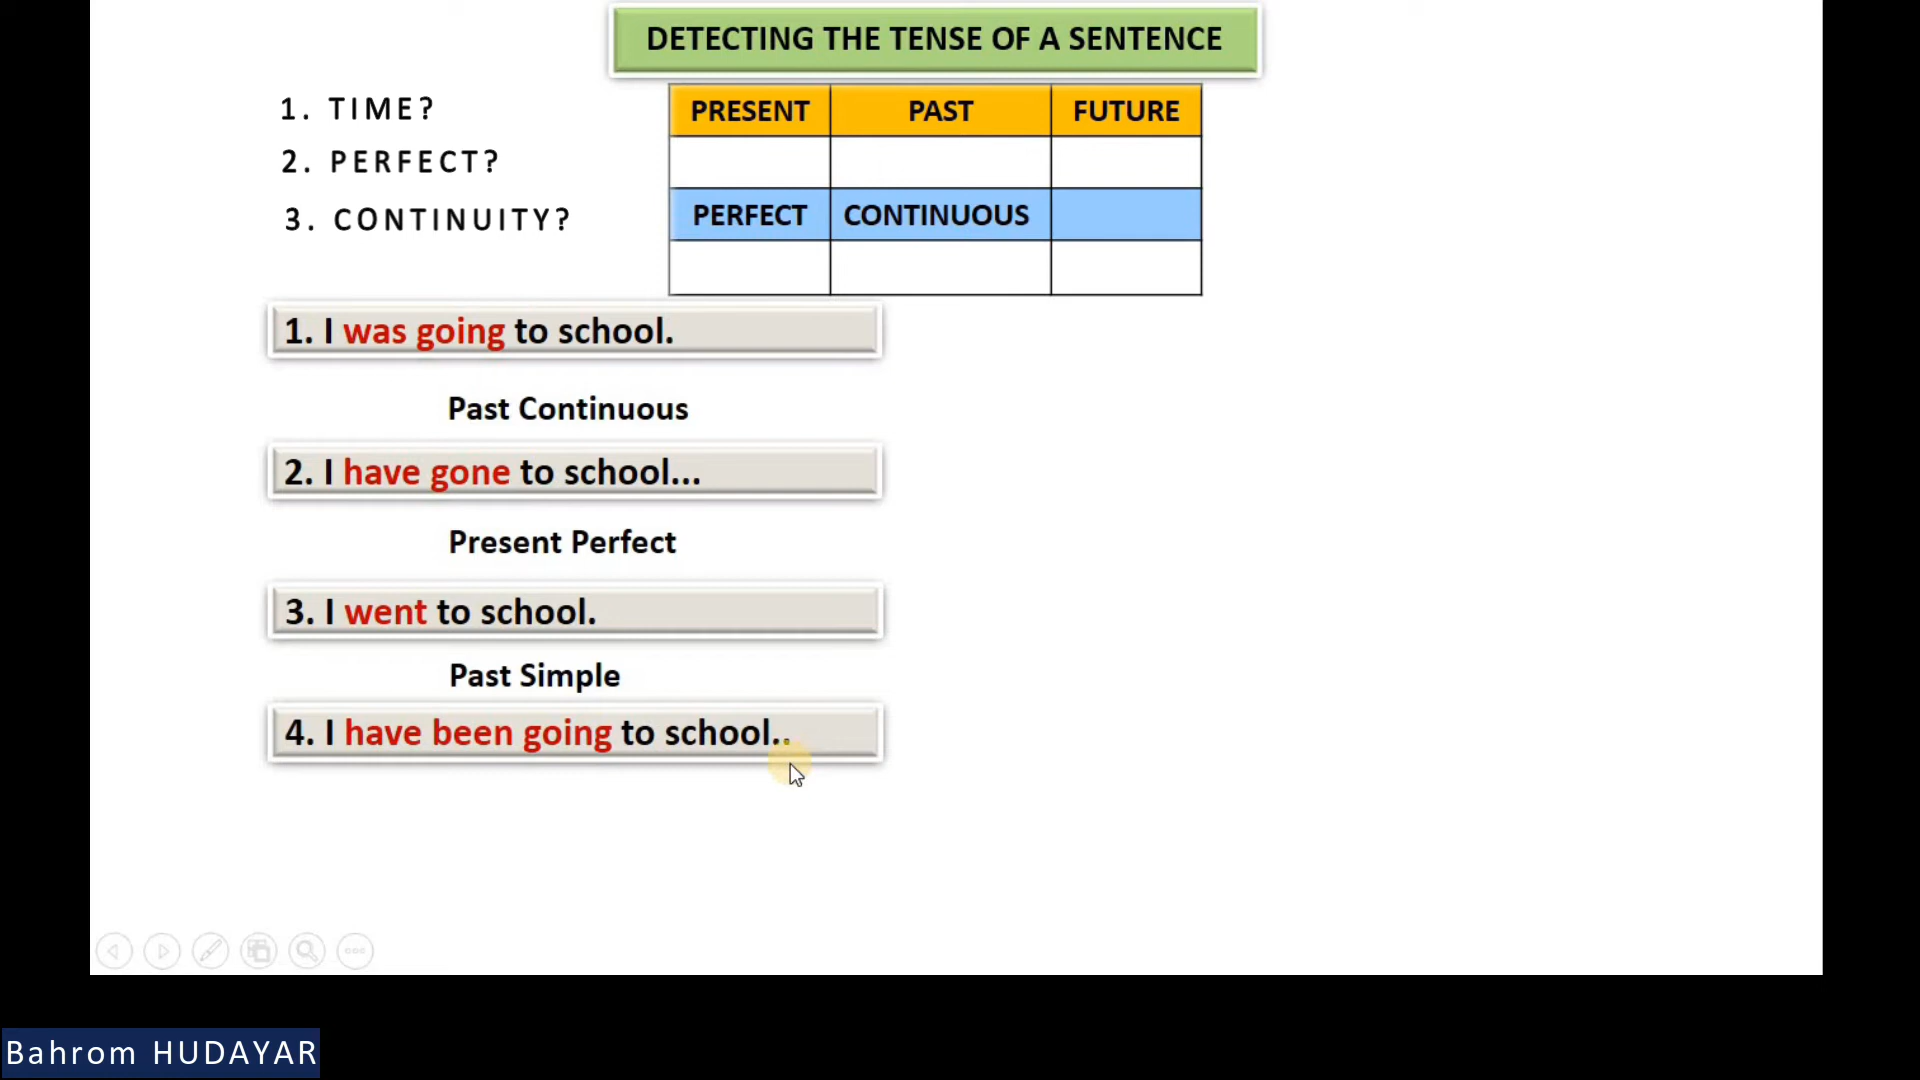 DETECTING THE TENSE OF A SENTENCE
1. TIME?
2. PERFECT?
3. CONTINUITY?
PRESENT PAST FUTURE
PERFECT CONTINUOUS
1. I was going to school.
Past Continuous
2. I have gone to school...
Present Perfect
3. I went to school.
Past Simple
4. I have been going to school..
Bahrom HUDAYAR